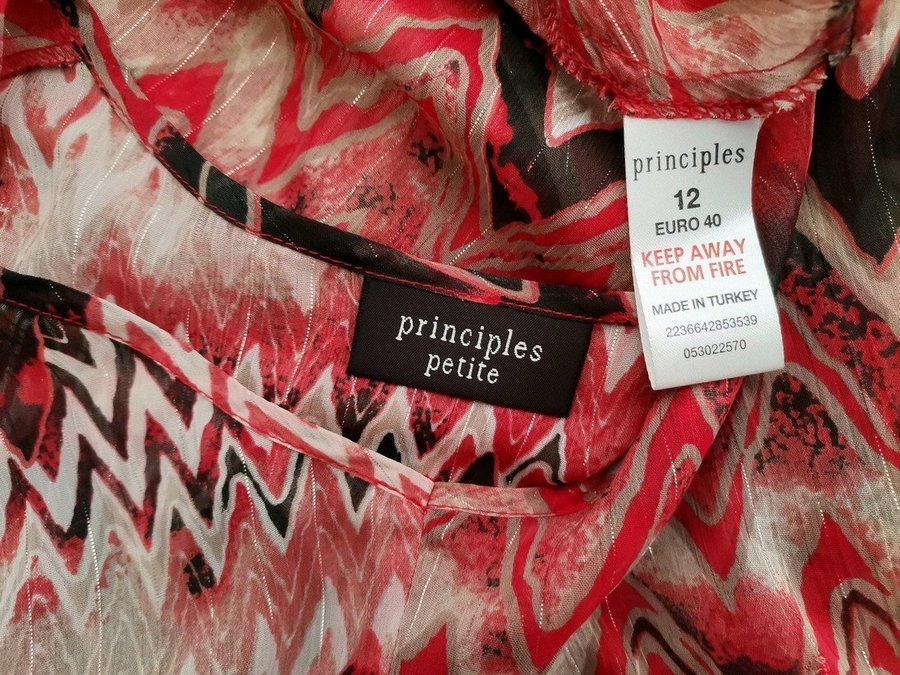 principles
petite
principles
12
EURO 40
KEEP AWAY
FROM FIRE
MADE IN TURKEY
2236642853539
053022570